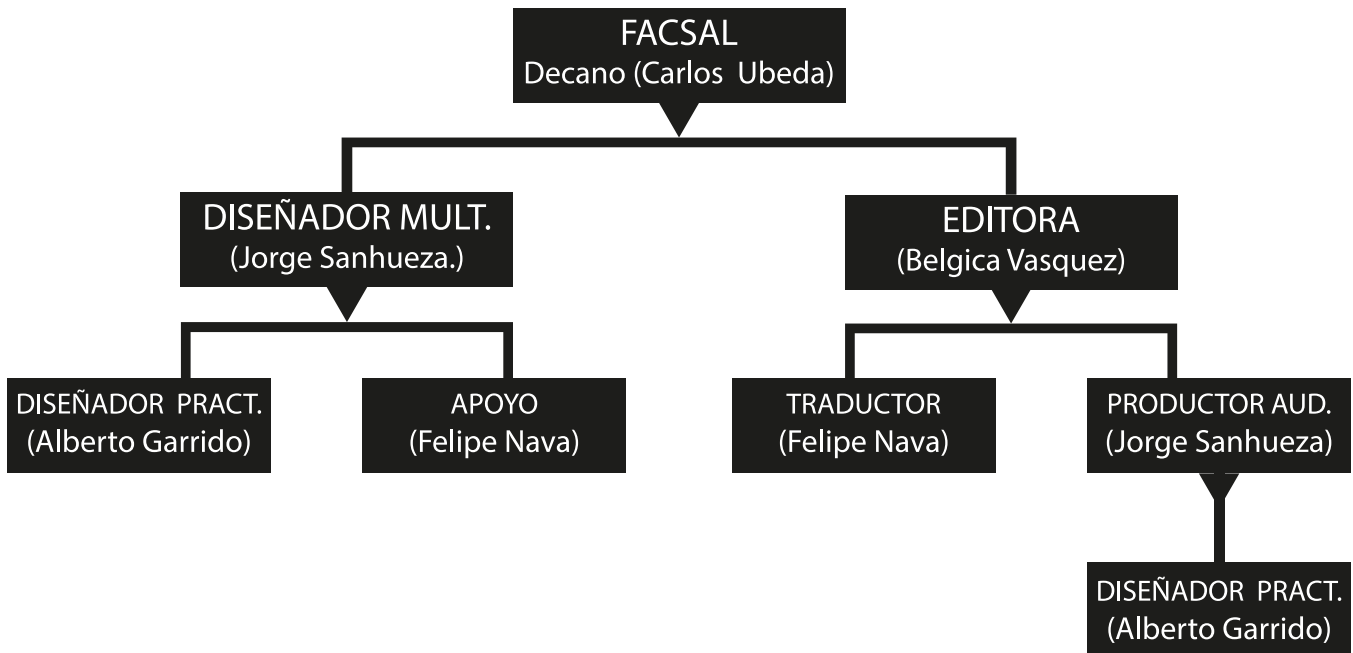 FACSAL
Decano (Carlos Ubeda)
DISEÑADOR MULT.
(Jorge Sanhueza.)
EDITORA
(Belgica Vasquez)
DISEÑADOR PRACT.
(Alberto Garrido)
APOYO
(Felipe Nava)
TRADUCTOR
(Felipe Nava)
PRODUCTOR AUD.
(Jorge Sanhueza)
DISEÑADOR PRACT.
(Alberto Garrido)